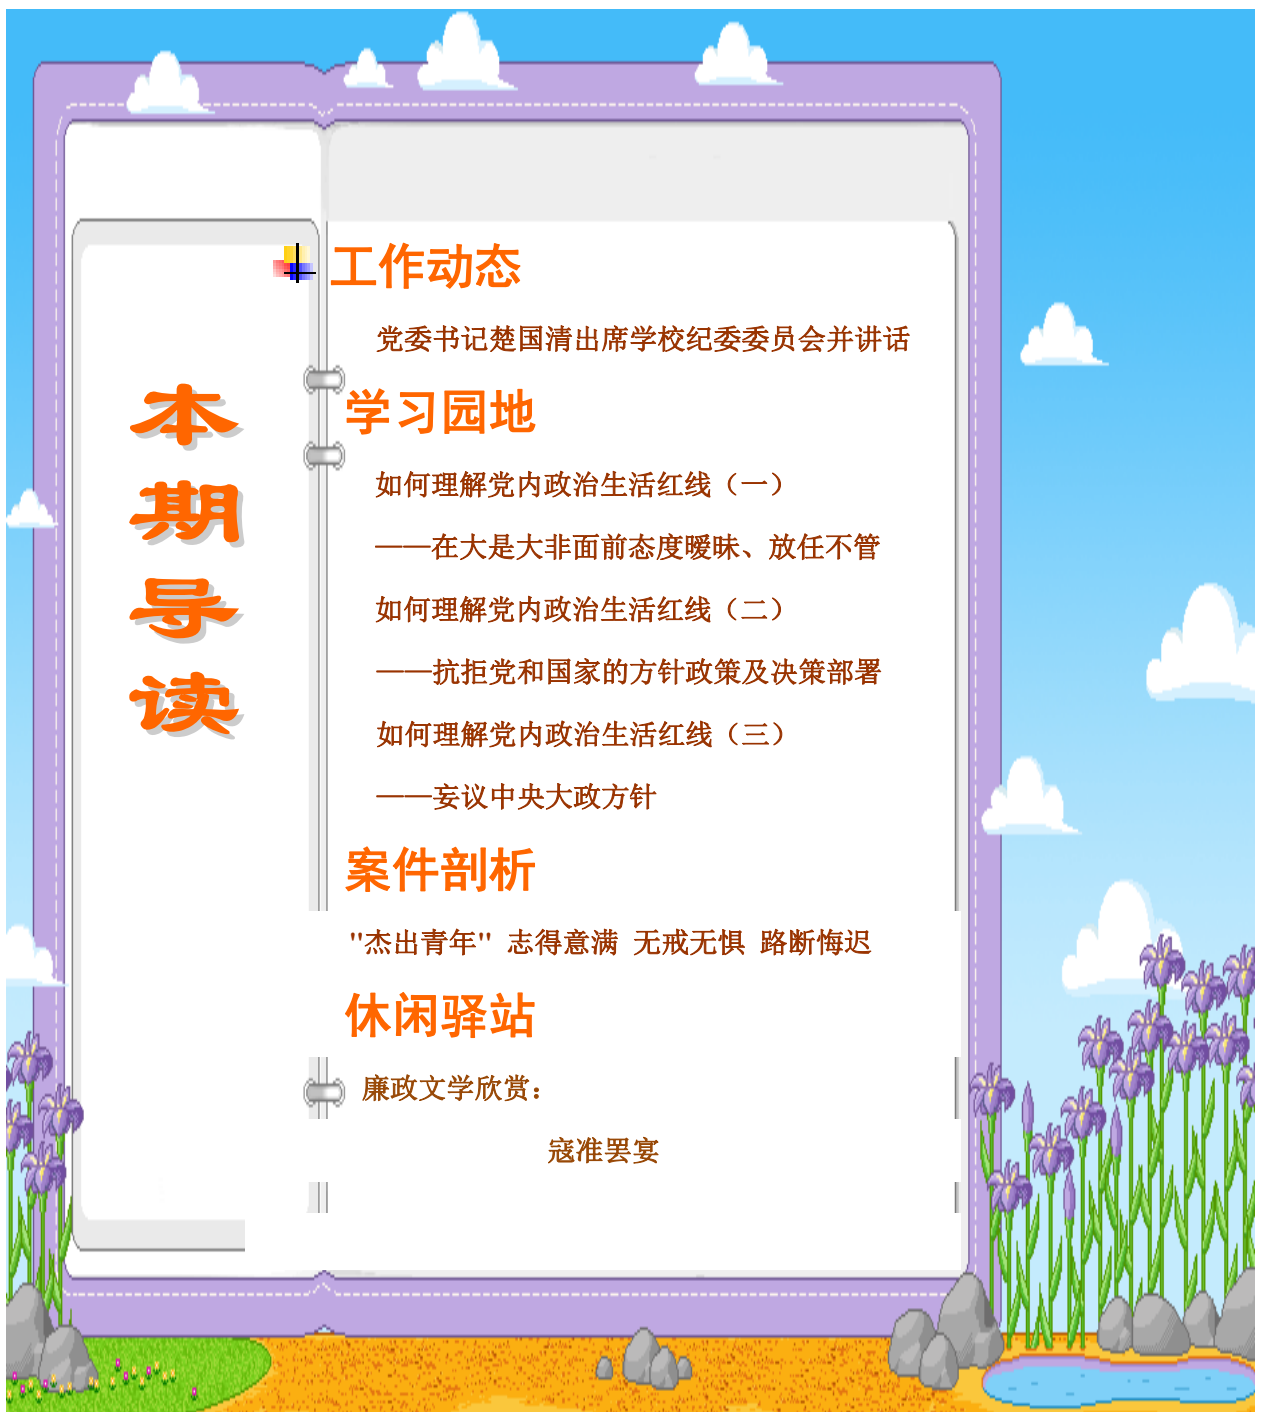 本期导读
工作动态
党委书记楚国清出席学校纪委委员会并讲话
学习园地
如何理解党内政治生活红线（一）
——在大是大非面前态度暧昧、放任不管
如何理解党内政治生活红线（二）
——抗拒党和国家的方针政策及决策部署
如何理解党内政治生活红线（三）
——妄议中央大政方针
案件剖析
"杰出青年" 志得意满 无戒无惧 路断悔迟
休闲驿站
廉政文学欣赏：
寇准罢宴